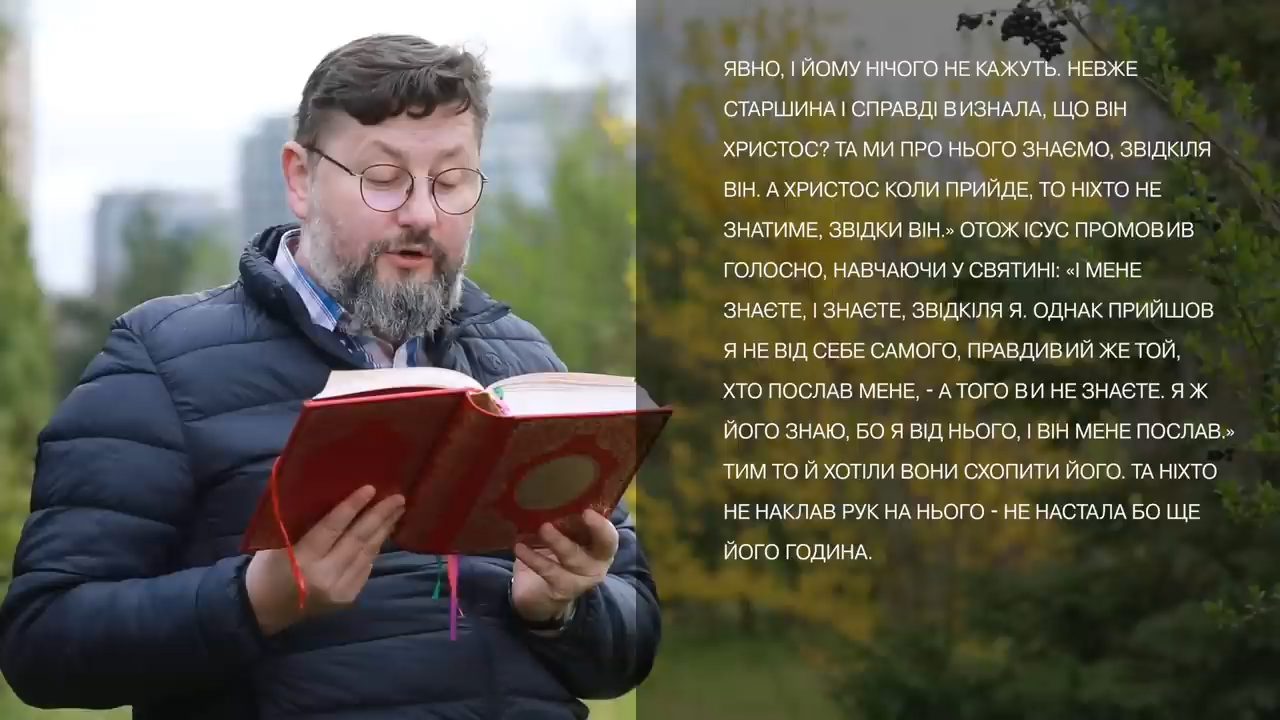 ЯВНО, І ЙОМУ НІЧОГО НЕ КАЖУТЬ. НЕВЖЕ
СТАРШИНА І СПРАВДІ ВИЗНАЛА, ЩО ВІН
ХРИСТОС? ТА МИ ПРО НЬОГО ЗНАЄМО, ЗВІДКІЛЯ
ВІН. А ХРИСТОС КОЛИ ПРИЙДЕ, ТО НІХТО НЕ
ЗНАТИМЕ, ЗВІДКИ ВІН.» ОТОЖ ІСУС ПРОМОВИВ
ГОЛОСНО, НАВЧАЮЧИ У СВЯТИНІ: «І МЕНЕ
ЗНАЄТЕ, І ЗНАЄТЕ, ЗВІДКІЛЯ Я. ОДНАК ПРИЙШОВ
Я НЕ ВІД СЕБЕ САМОГО, ПРАВДИВИЙ ЖЕ ТОЙ,
ХТО ПОСЛАВ МЕНЕ, - А ТОГО ВИ НЕ ЗНАЄТЕ. Я Ж
ЙОГО ЗНАЮ, БО Я ВІД НЬОГО, І ВІН МЕНЕ ПОСЛАВ.»
ТИМ ТО Й ХОТІЛИ ВОНИ СХОПИТИ ЙОГО. ТА НІХТО
НЕ НАКЛАВ РУК НА НЬОГО - НЕ НАСТАЛА БО ЩЕ
ЙОГО ГОДИНА.